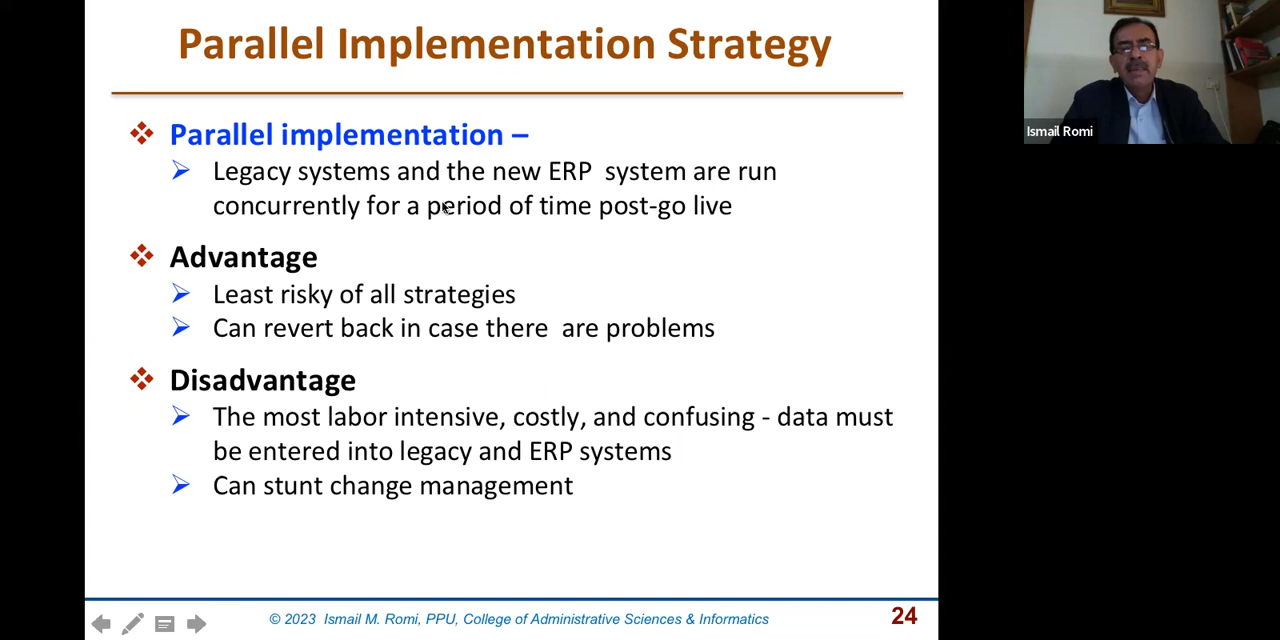 Parallel Implementation Strategy
Parallel implementation –
Legacy systems and the new ERP system are run
concurrently for a period of time post-go live
Advantage
Least risky of all strategies
Can revert back in case there are problems
Disadvantage
The most labor intensive, costly, and confusing - data must
be entered into legacy and ERP systems
Can stunt change management
© 2023 Ismail M. Romi, PPU, College of Administrative Sciences & Informatics
24
Ismail Romi